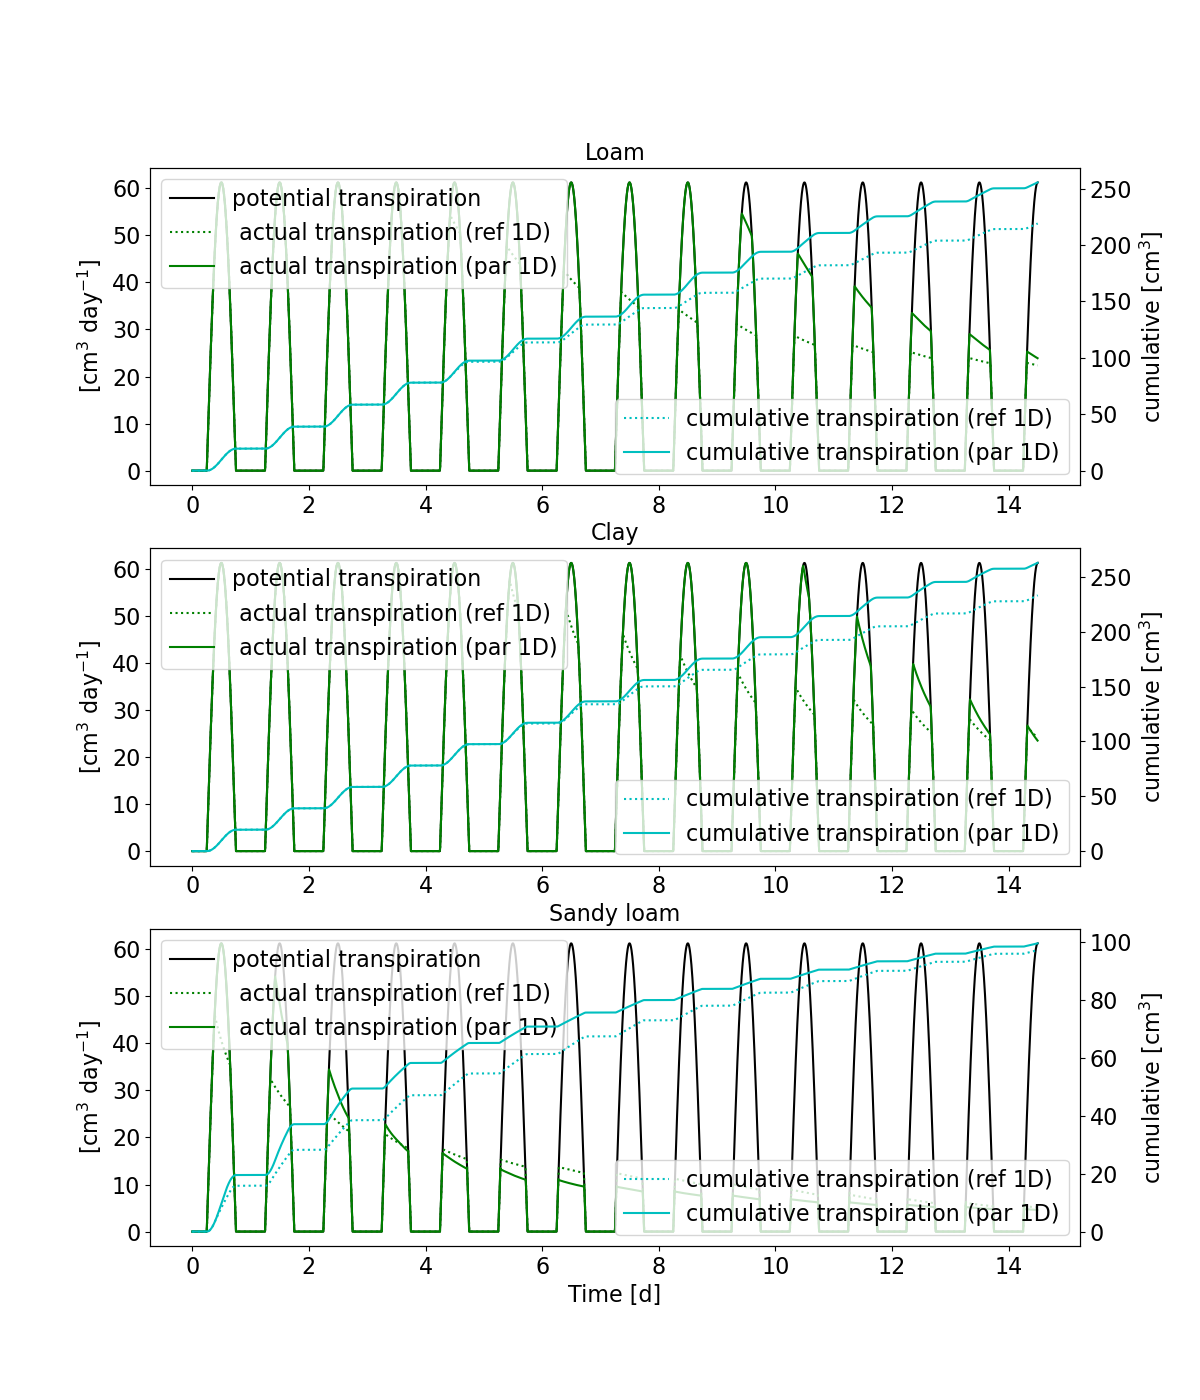 Loam
potential transpiration
actual transpiration (ref 1D)
actual transpiration (par 1D)
cumulative transpiration (ref 1D)
cumulative transpiration (par 1D)
[cm³ day⁻¹]
60
50
40
30
20
10
0
cumulative [cm³]
250
200
150
100
50
0
0 2 4 6 8 10 12 14
Clay
potential transpiration
actual transpiration (ref 1D)
actual transpiration (par 1D)
cumulative transpiration (ref 1D)
cumulative transpiration (par 1D)
[cm³ day⁻¹]
60
50
40
30
20
10
0
cumulative [cm³]
250
200
150
100
50
0
0 2 4 6 8 10 12 14
Sandy loam
potential transpiration
actual transpiration (ref 1D)
actual transpiration (par 1D)
cumulative transpiration (ref 1D)
cumulative transpiration (par 1D)
[cm³ day⁻¹]
60
50
40
30
20
10
0
cumulative [cm³]
100
80
60
40
20
0
0 2 4 6 8 10 12 14
Time [d]